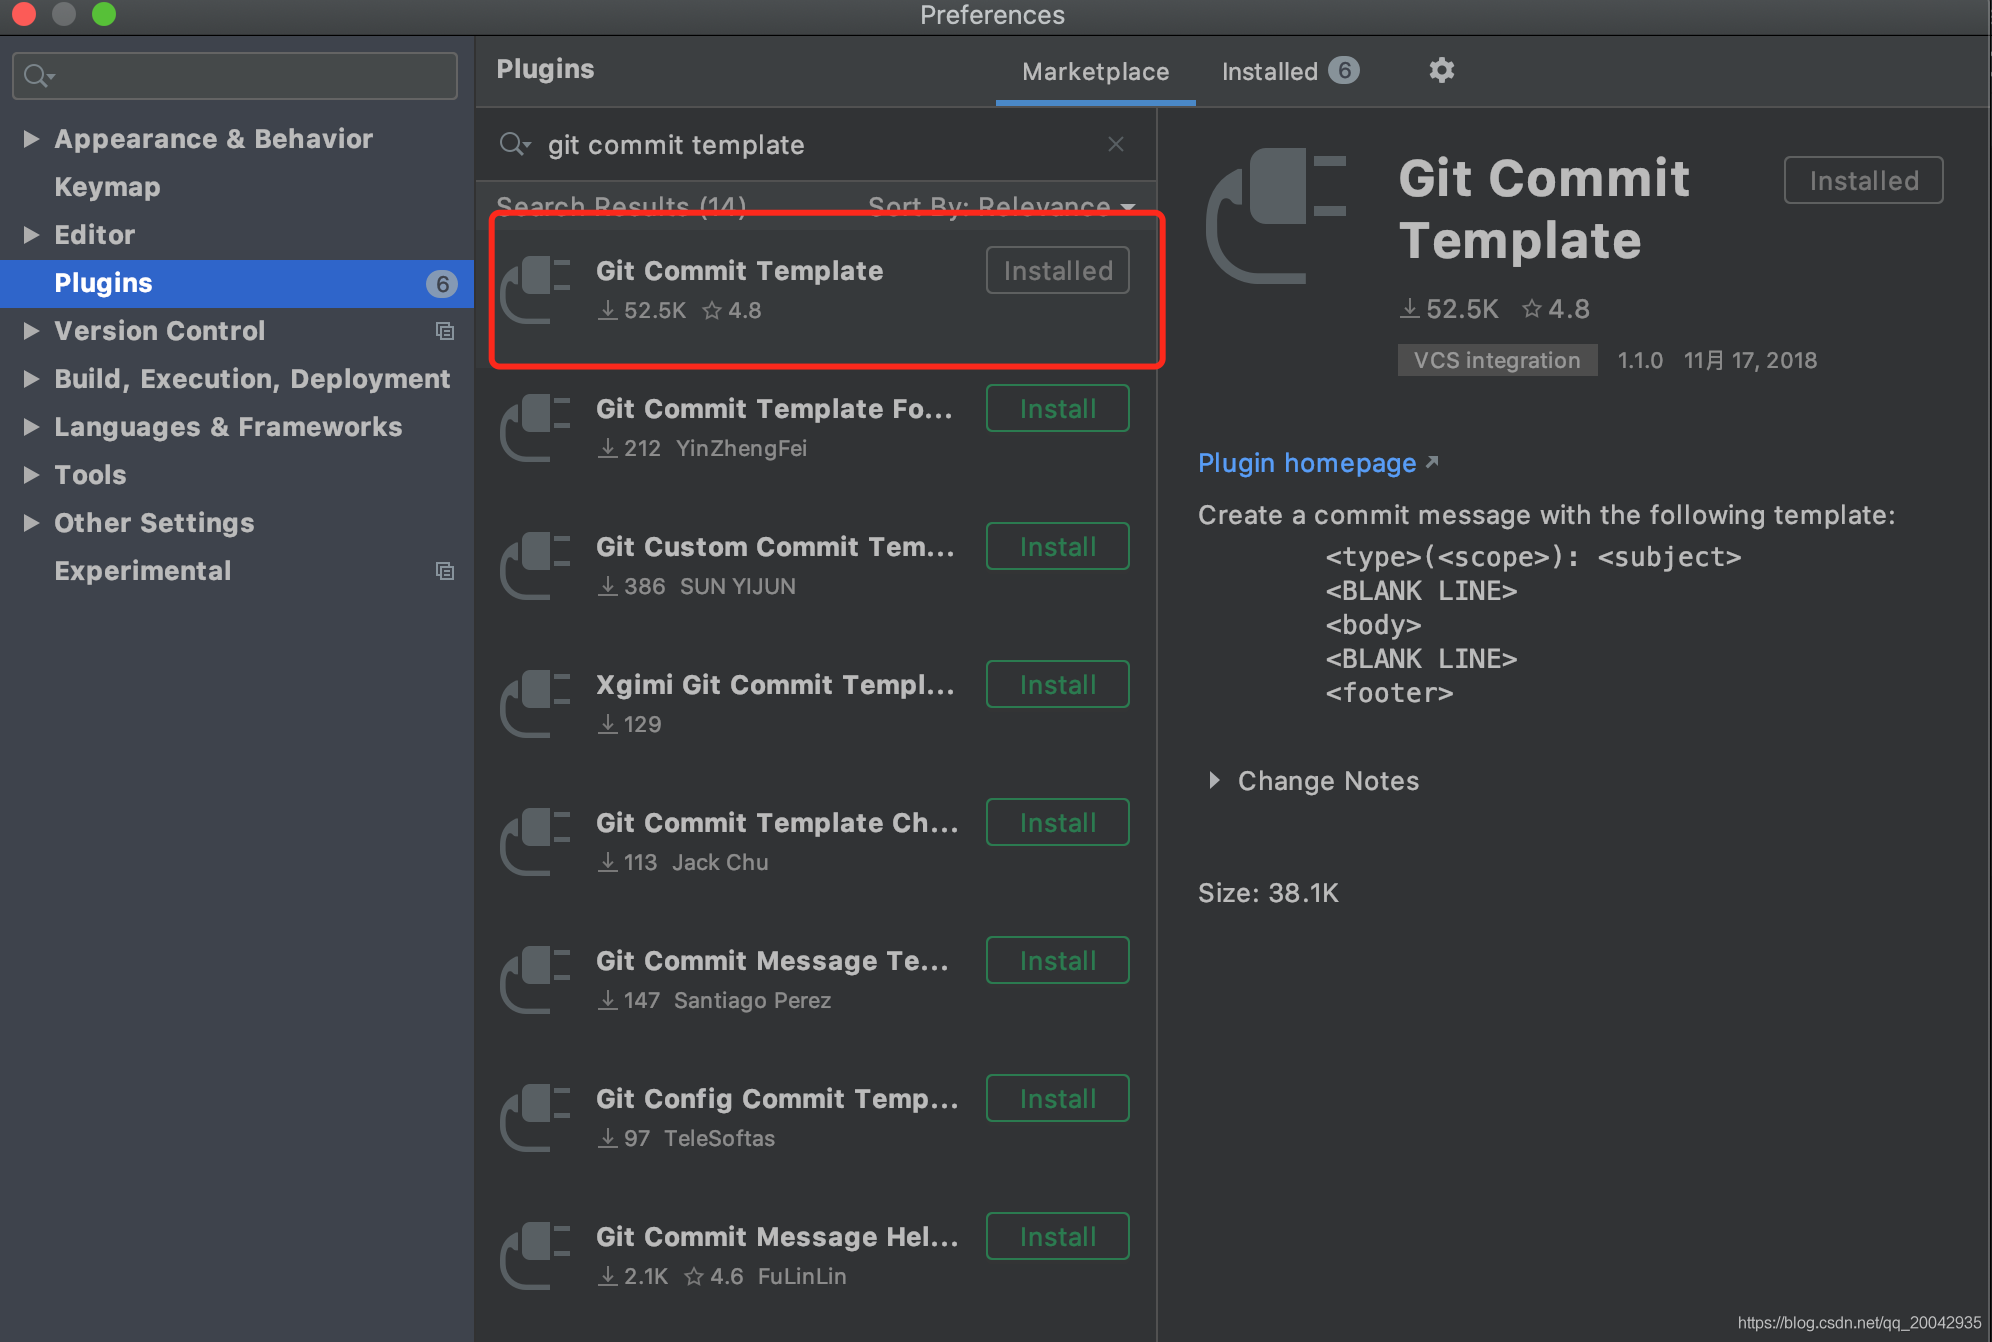 Preferences
Plugins
Marketplace
Installed 6
Appearance & Behavior
Keymap
Editor
Plugins 6
Version Control
Build, Execution, Deployment
Languages & Frameworks
Tools
Other Settings
Experimental
git commit template
Search Results (14)
Sort By: Relevance
Git Commit Template
Installed
52.5K 4.8
Git Commit Template Fo...
Install
212 YinZhengFei
Git Custom Commit Tem...
Install
386 SUN YIJUN
Xgimi Git Commit Templ...
Install
129
Git Commit Template Ch...
Install
113 Jack Chu
Git Commit Message Te...
Install
147 Santiago Perez
Git Config Commit Temp...
Install
97 TeleSoftas
Git Commit Message Hel...
Install
2.1K 4.6 FuLinLin
Git Commit
Template
Installed
52.5K 4.8
VCS integration 1.1.0 11月 17, 2018
Plugin homepage
Create a commit message with the following template:
<type>(<scope>): <subject>
<BLANK LINE>
<body>
<BLANK LINE>
<footer>
Change Notes
Size: 38.1K
https://blog.csdn.net/qq_20042935